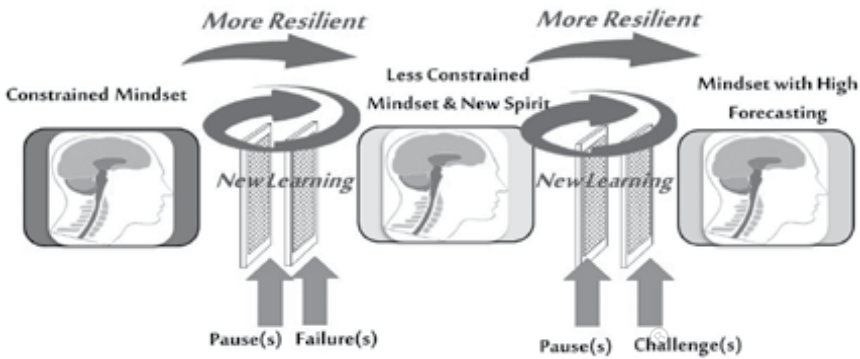 More Resilient
More Resilient
Constrained Mindset
Less Constrained
Mindset & New Spirit
Mindset with High
Forecasting
New Learning
New Learning
Pause(s)
Failure(s)
Pause(s)
Challenge(s)